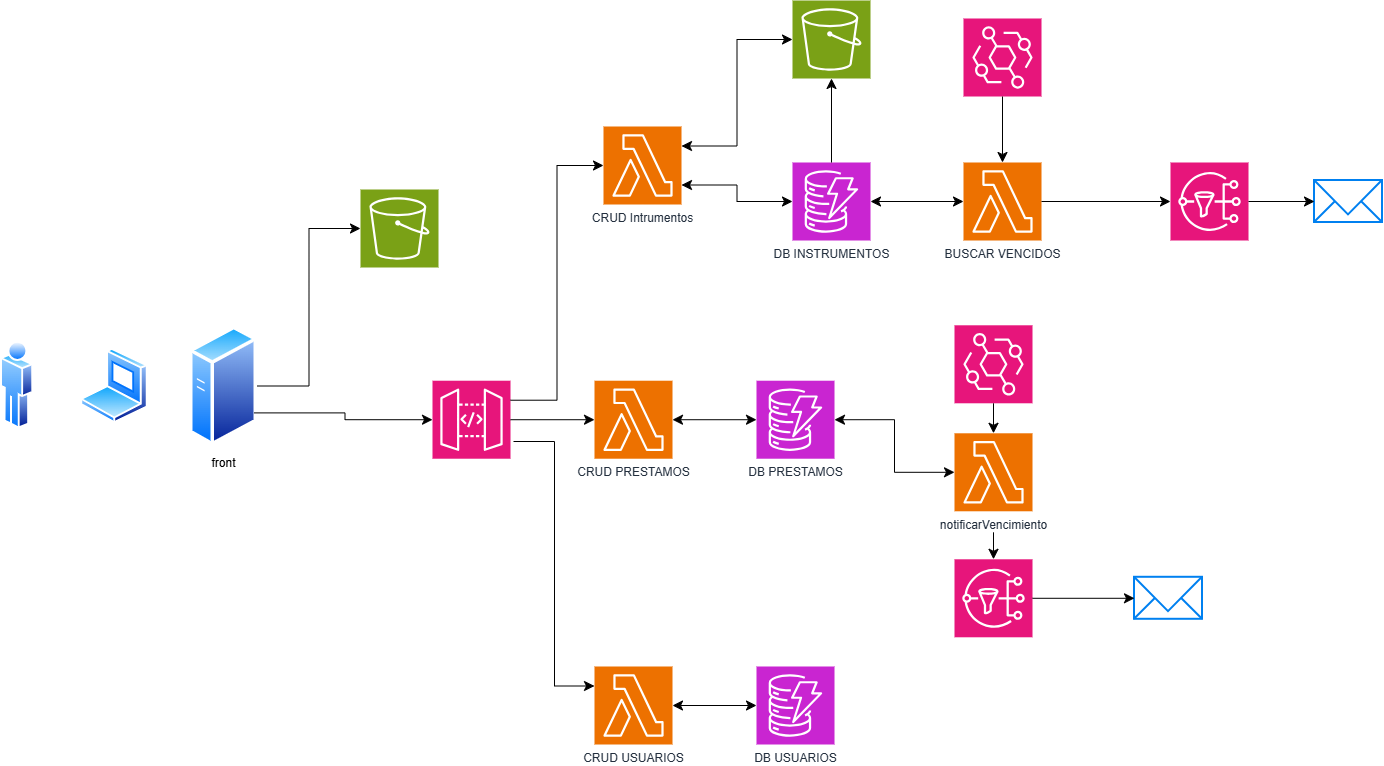 CRUD Intrumentos
DB INSTRUMENTOS
BUSCAR VENCIDOS
front
</>
CRUD PRESTAMOS
DB PRESTAMOS
notificarVencimiento
CRUD USUARIOS
DB USUARIOS